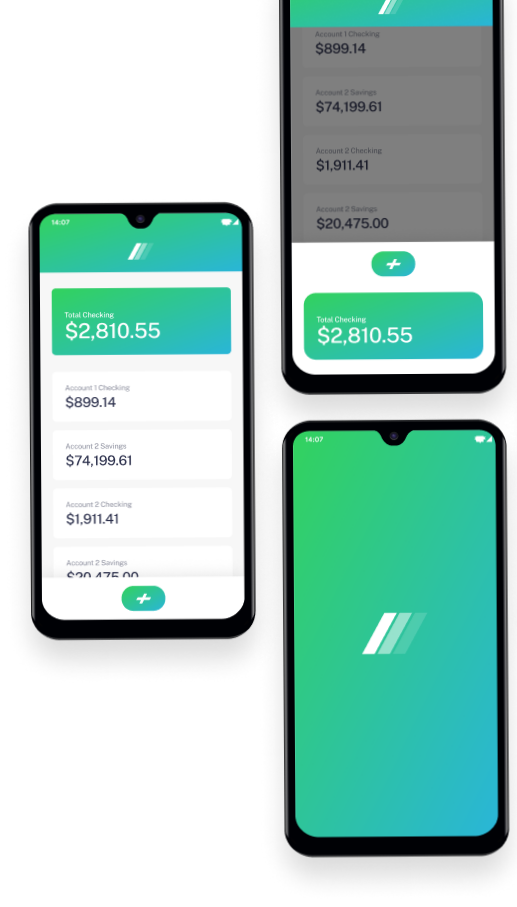 Account 1 Checking
$899.14
Account 2 Savings
$74,199.61
Account 2 Checking
$1,911.41
Account 2 Savings
$20,475.00
Total Checking
$2,810.55
14:07
Total Checking
$2,810.55
Account 1 Checking
$899.14
Account 2 Savings
$74,199.61
Account 2 Checking
$1,911.41
Account 2 Savings
$20,475.00
14:07